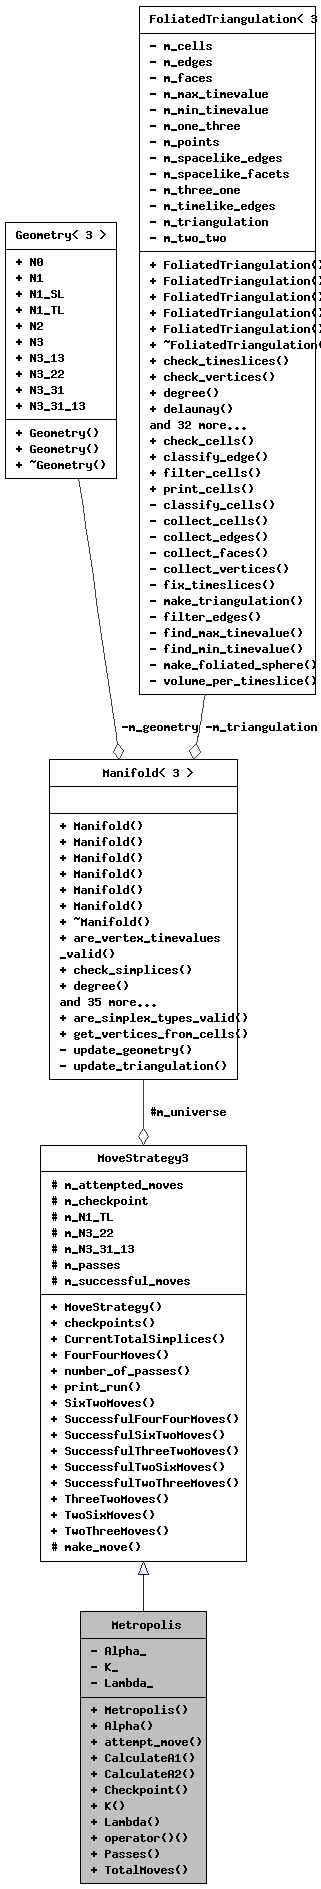 FoliatedTriangulation< 3
- m_cells
- m_edges
- m_faces
- m_max_timevalue
- m_min_timevalue
- m_one_three
- m_points
- m_spacelike_edges
- m_spacelike_facets
- m_three_one
- m_timelike_edges
- m_triangulation
- m_two_two
+ FoliatedTriangulation()
+ FoliatedTriangulation()
+ FoliatedTriangulation()
+ FoliatedTriangulation()
+ FoliatedTriangulation()
+ ~FoliatedTriangulation(
+ check_timeslices()
+ check_vertices()
+ degree()
+ delaunay()
and 32 more...
+ check_cells()
+ classify_edge()
+ filter_cells()
+ print_cells()
- classify_cells()
- collect_cells()
- collect_edges()
- collect_faces()
- collect_vertices()
- fix_timeslices()
- make_triangulation()
- filter_edges()
- find_max_timevalue()
- find_min_timevalue()
- make_foliated_sphere()
- volume_per_timeslice()
Geometry< 3 >
+ N0
+ N1
+ N1_SL
+ N1_TL
+ N2
+ N3
+ N3_13
+ N3_22
+ N3_31
+ N3_31_13
+ Geometry()
+ Geometry()
+ ~Geometry()
-m_geometry
-m_triangulation
Manifold< 3 >
+ Manifold()
+ Manifold()
+ Manifold()
+ Manifold()
+ Manifold()
+ Manifold()
+ ~Manifold()
+ are_vertex_timevalues
_valid()
+ check_simplices()
+ degree()
and 35 more...
+ are_simplex_types_valid()
+ get_vertices_from_cells()
- update_geometry()
- update_triangulation()
#m_universe
MoveStrategy3
# m_attempted_moves
# m_checkpoint
# m_N1_TL
# m_N3_22
# m_N3_31_13
# m_passes
# m_successful_moves
+ MoveStrategy()
+ checkpoints()
+ CurrentTotalSimplices()
+ FourFourMoves()
+ number_of_passes()
+ print_run()
+ SixTwoMoves()
+ SuccessfulFourFourMoves()
+ SuccessfulSixTwoMoves()
+ SuccessfulThreeTwoMoves()
+ SuccessfulTwoSixMoves()
+ SuccessfulTwoThreeMoves()
+ ThreeTwoMoves()
+ TwoSixMoves()
+ TwoThreeMoves()
# make_move()
Metropolis
- Alpha_
- K_
- Lambda_
+ Metropolis()
+ Alpha()
+ attempt_move()
+ CalculateA1()
+ CalculateA2()
+ Checkpoint()
+ K()
+ Lambda()
+ operator()()
+ Passes()
+ TotalMoves()